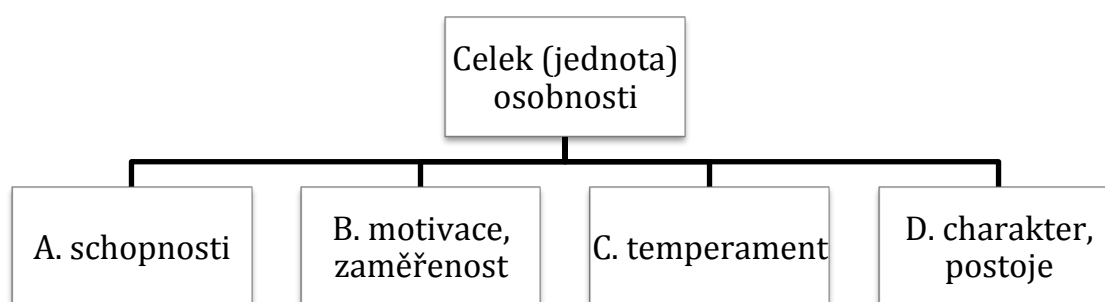 Celek (jednota)
osobnosti
A. schopnosti
B. motivace,
zaměřenost
C. temperament
D. charakter,
postoje